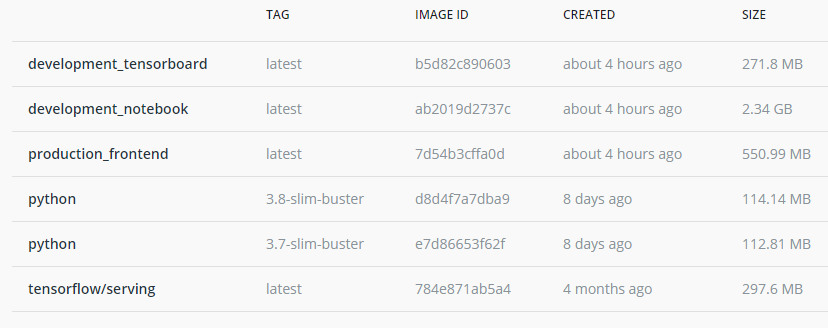 TAG IMAGE ID CREATED SIZE
development_tensorboard latest b5d82c890603 about 4 hours ago 271.8 MB
development_notebook latest ab2019d2737c about 4 hours ago 2.34 GB
production_frontend latest 7d54b3cffa0d about 4 hours ago 550.99 MB
python 3.8-slim-buster d8d4f7a7dba9 8 days ago 114.14 MB
python 3.7-slim-buster e7d86653f62f 8 days ago 112.81 MB
tensorflow/serving latest 784e871ab5a4 4 months ago 297.6 MB